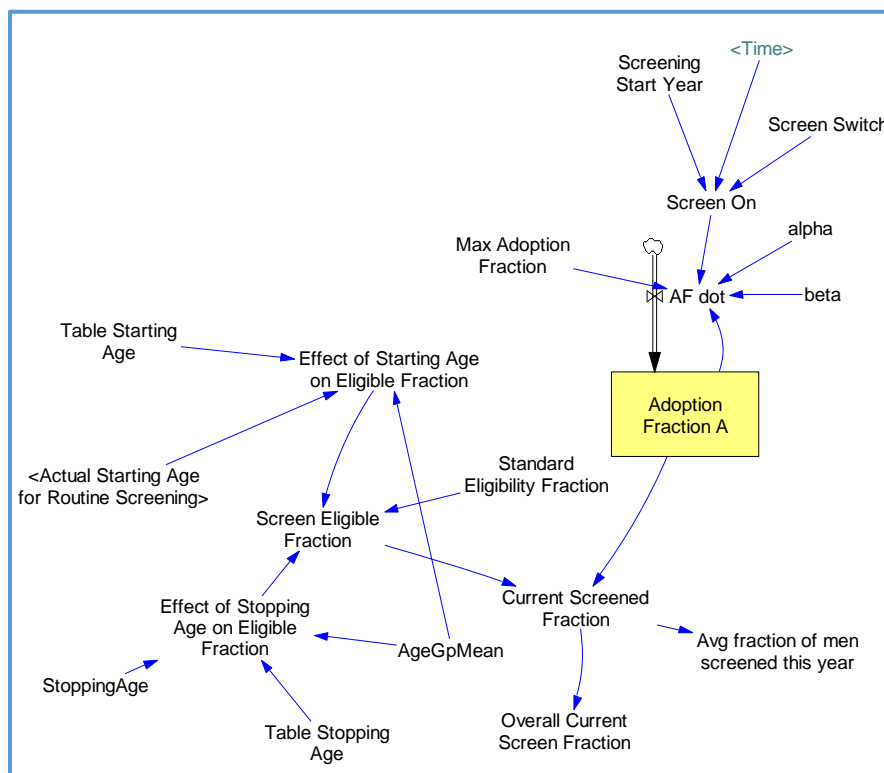 <Time>
Screening
Start Year
Screen Switch
Screen On
alpha
Max Adoption
Fraction
AF dot
beta
Table Starting
Age
Effect of Starting Age
on Eligible Fraction
Adoption
Fraction A
<Actual Starting Age
for Routine Screening>
Standard
Eligibility Fraction
Screen Eligible
Fraction
Effect of Stopping
Age on Eligible
Fraction
Current Screened
Fraction
AgeGpMean
Avg fraction of men
screened this year
StoppingAge
Table Stopping
Age
Overall Current
Screen Fraction